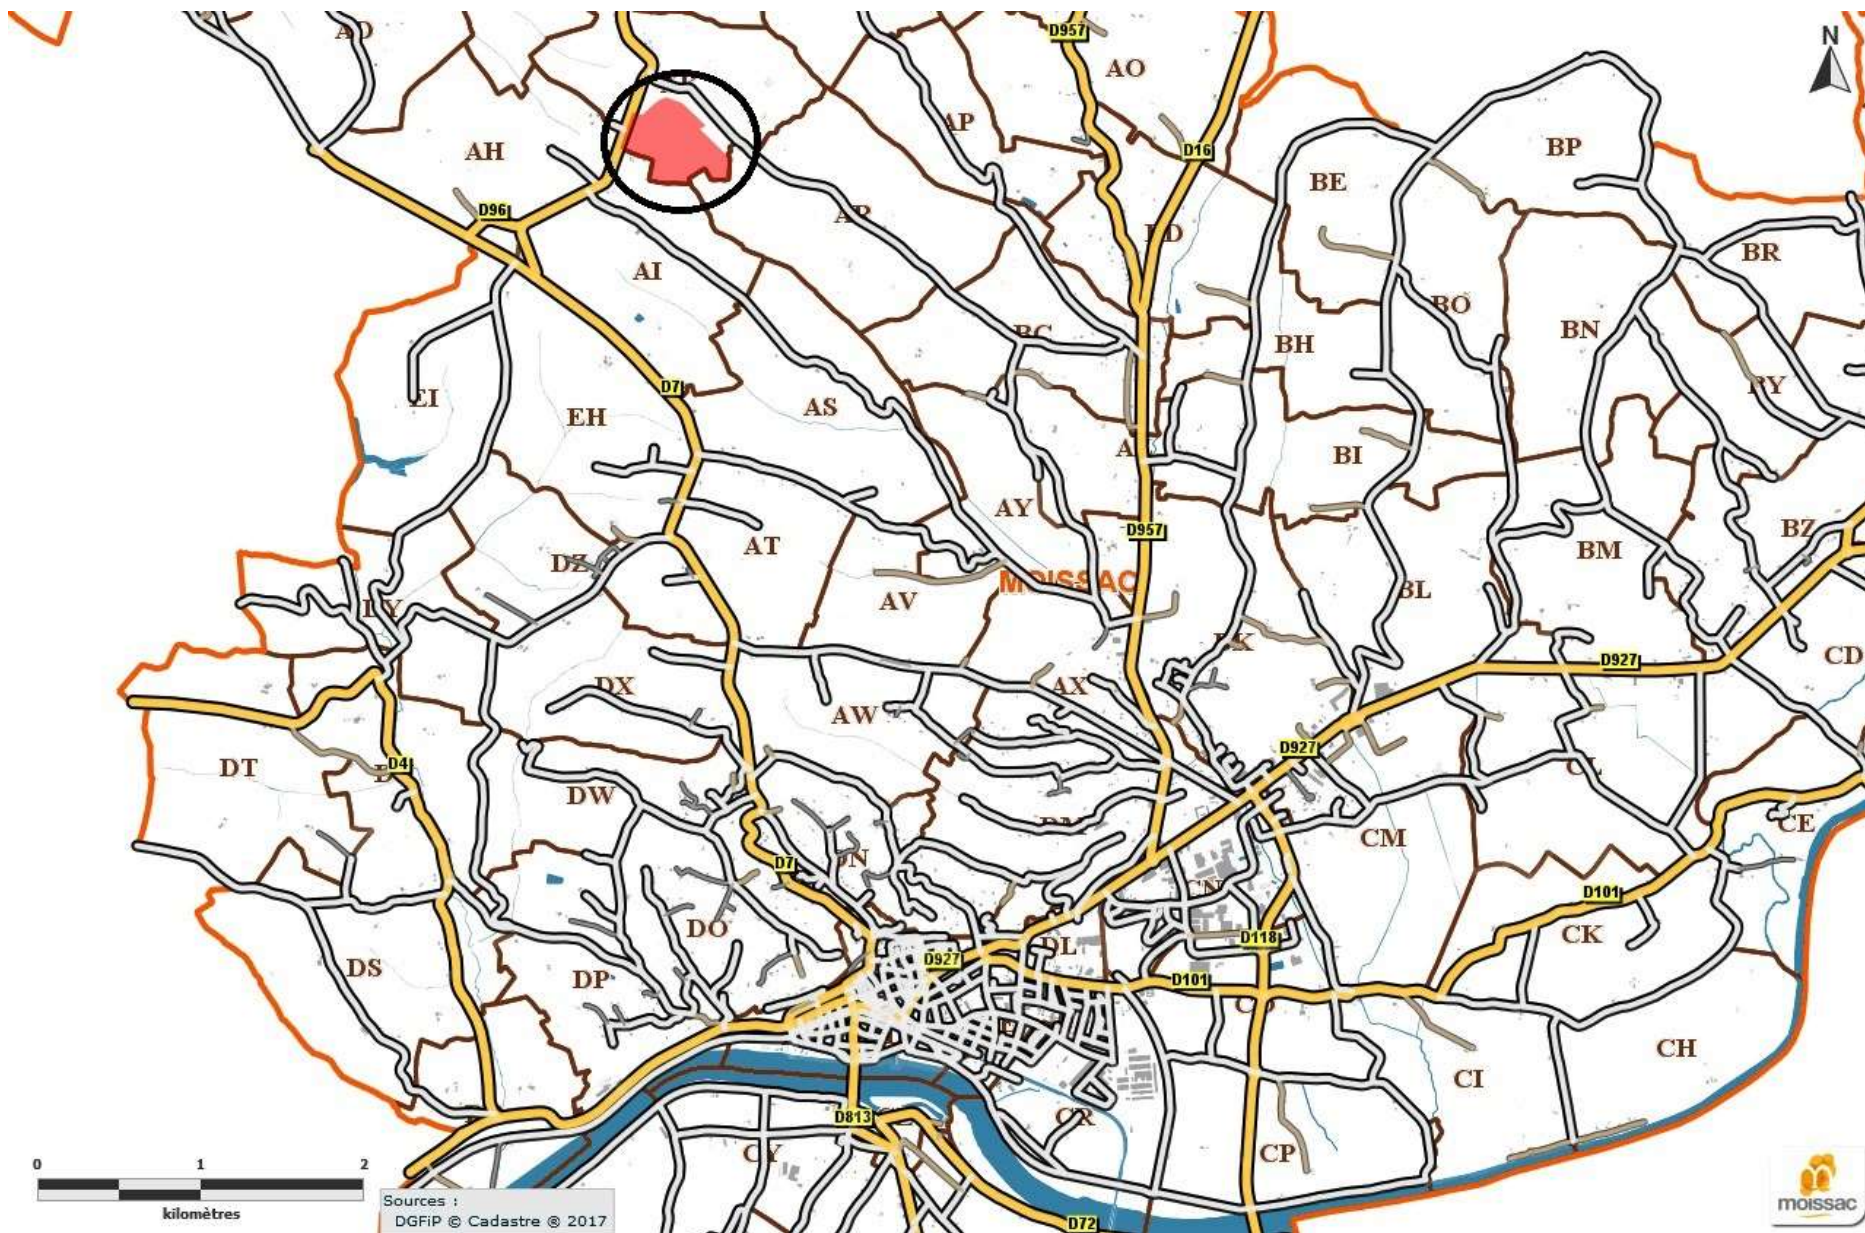 D957
N
AO
AP
AH
D16
BP
BE
D96
BR
AI
BO
BN
BH
D7
EI
EH
AS
BI
AY
D957
BZ
AT
BM
DZ
MOISSAC
AV
BL
D927
CD
DX
AX
AW
D927
DT
D4
DW
CL
CE
CM
D7
D101
DO
D118
CK
DL
D927
DS
DP
D101
CH
CI
D813
CR
CP
CY
0 1 2
kilomètres
Sources :
DGFiP © Cadastre ® 2017
D72
moissac